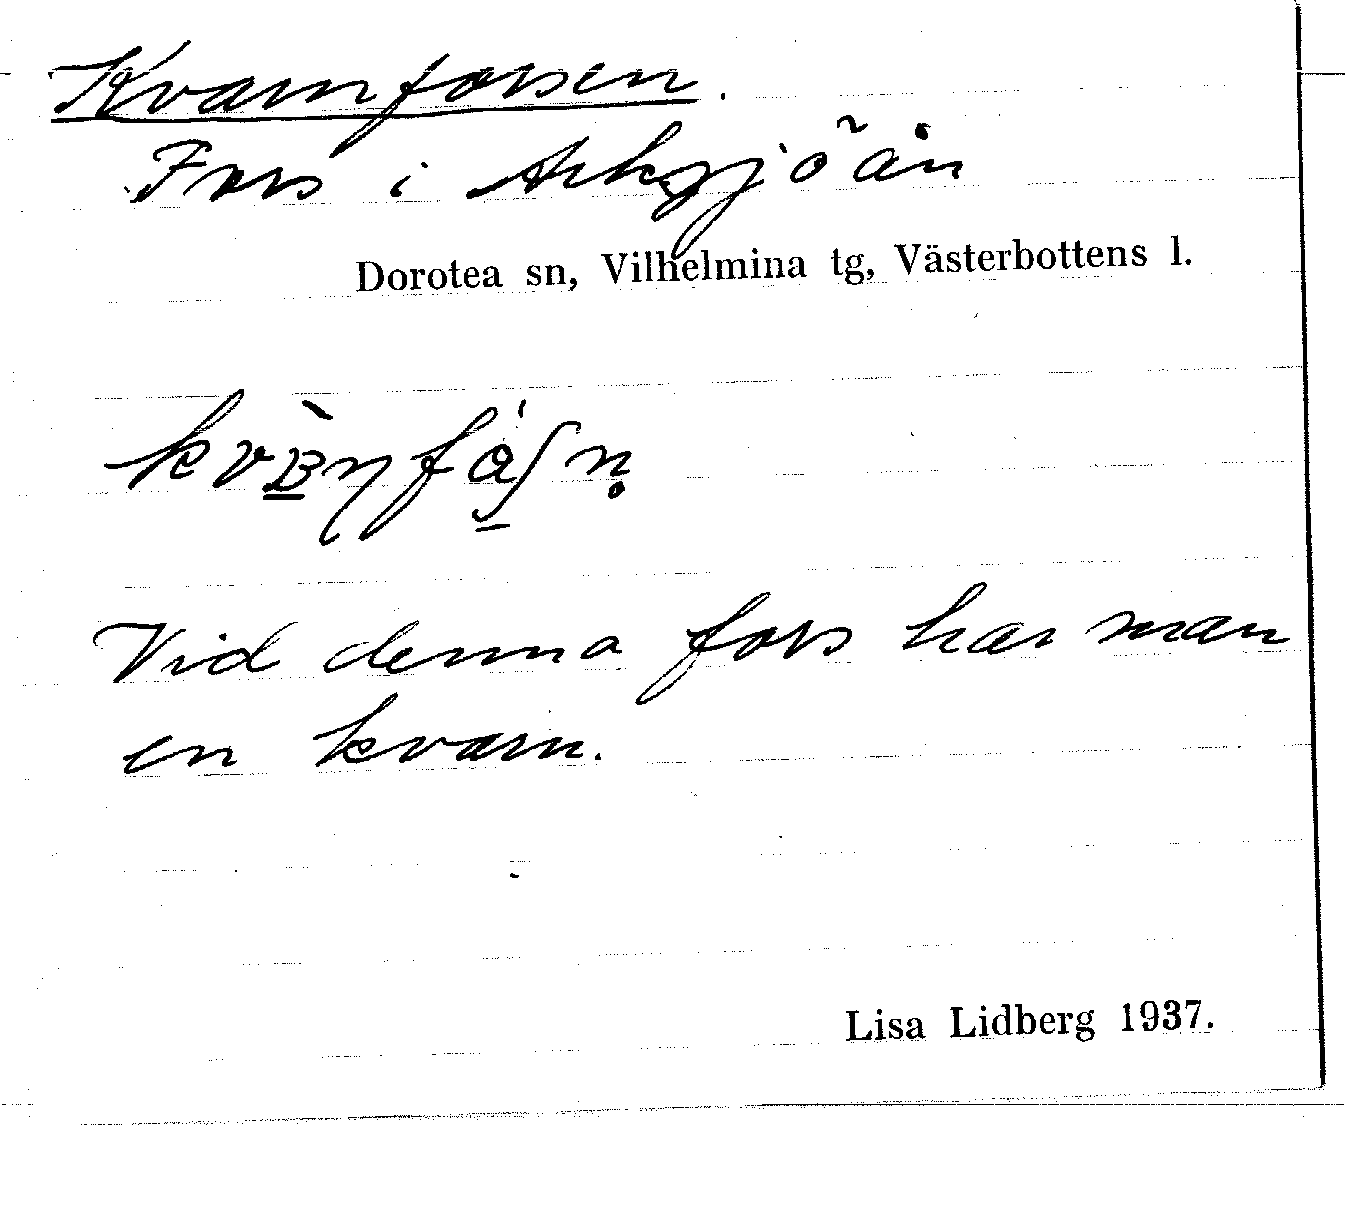 Kvarnforsen.
Fors i Arksjöån
Dorotea sn, Vilhelmina tg, Västerbottens l.
Vid denna fors har man
en kvarn.
Lisa Lidberg 1937.